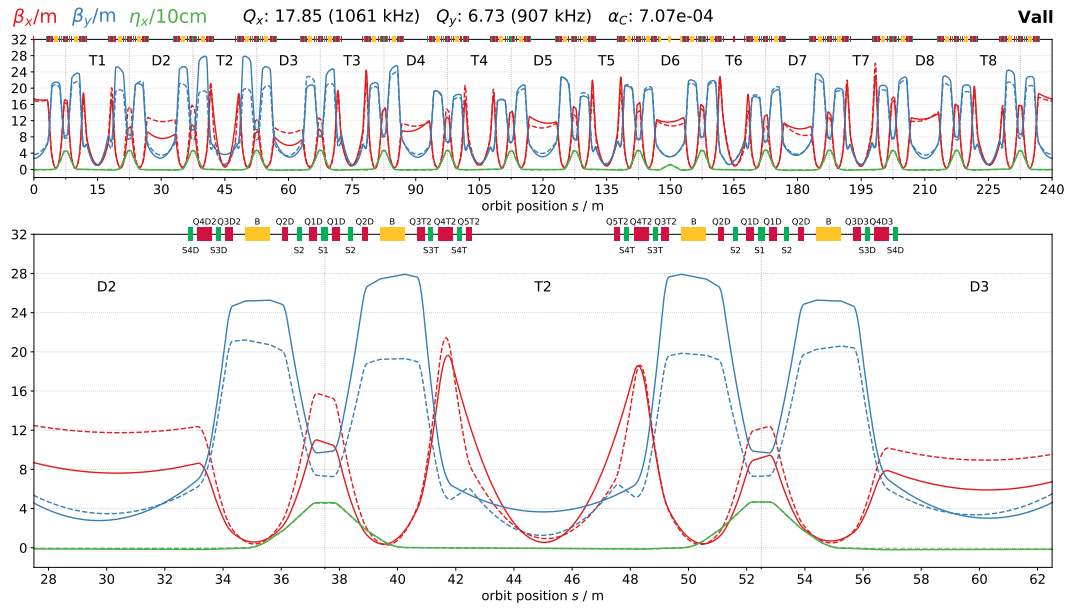 βx/m βy/m ηx/10cm Qx: 17.85 (1061 kHz) Qy: 6.73 (907 kHz) αC: 7.07e-04 Vall
32
28
24
20
16
12
8
4
0
T1 D2 T2 D3 T3 D4 T4 D5 T5 D6 T6 D7 T7 D8 T8
0 15 30 45 60 75 90 105 120 135 150 165 180 195 210 225 240
orbit position s / m
Q4D2 Q3D2 B Q2D Q1D Q1D Q2D B Q3T2 Q4T2 Q5T2 Q5T2 Q4T2 Q3T2 B Q2D Q1D Q1D Q2D B Q3D3 Q4D3
S4D S3D S2 S1 S2 S3T S4T S4T S3T S2 S1 S2 S3D S4D
32
28
24
20
16
12
8
4
0
D2 T2 D3
28 30 32 34 36 38 40 42 44 46 48 50 52 54 56 58 60 62
orbit position s / m